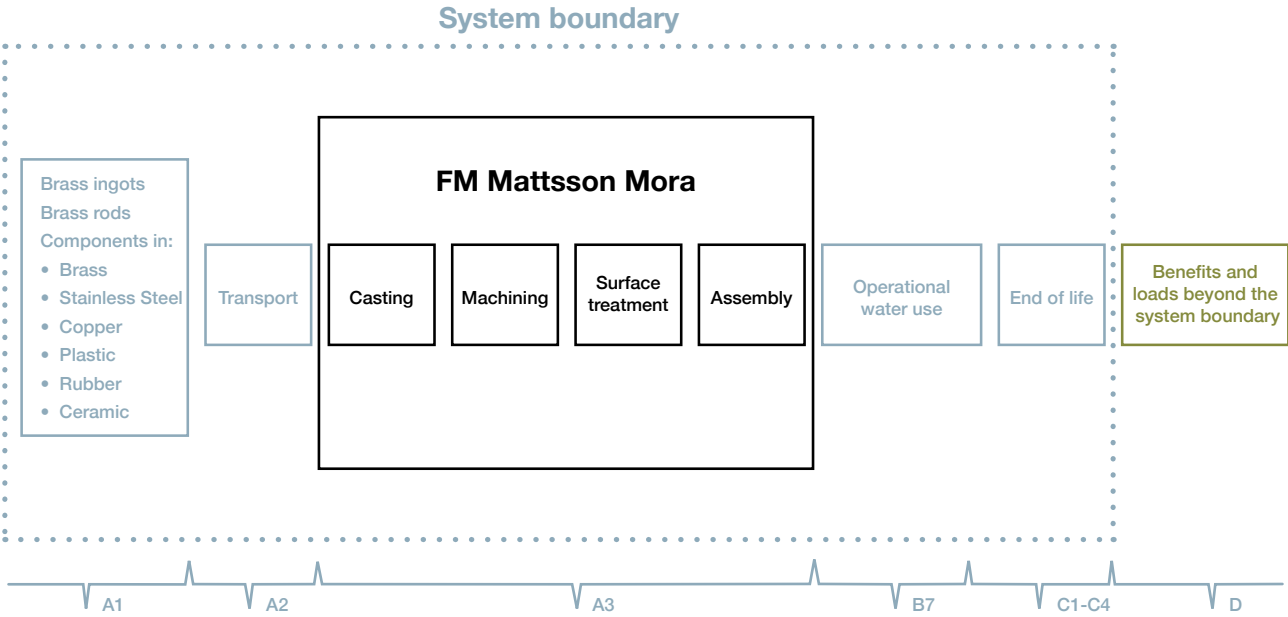 System boundary
Brass ingots
Brass rods
Components in:
• Brass
• Stainless Steel
• Copper
• Plastic
• Rubber
• Ceramic
Transport
FM Mattsson Mora
Casting
Machining
Surface
treatment
Assembly
Operational
water use
End of life
Benefits and
loads beyond the
system boundary
A1
A2
A3
B7
C1-C4
D